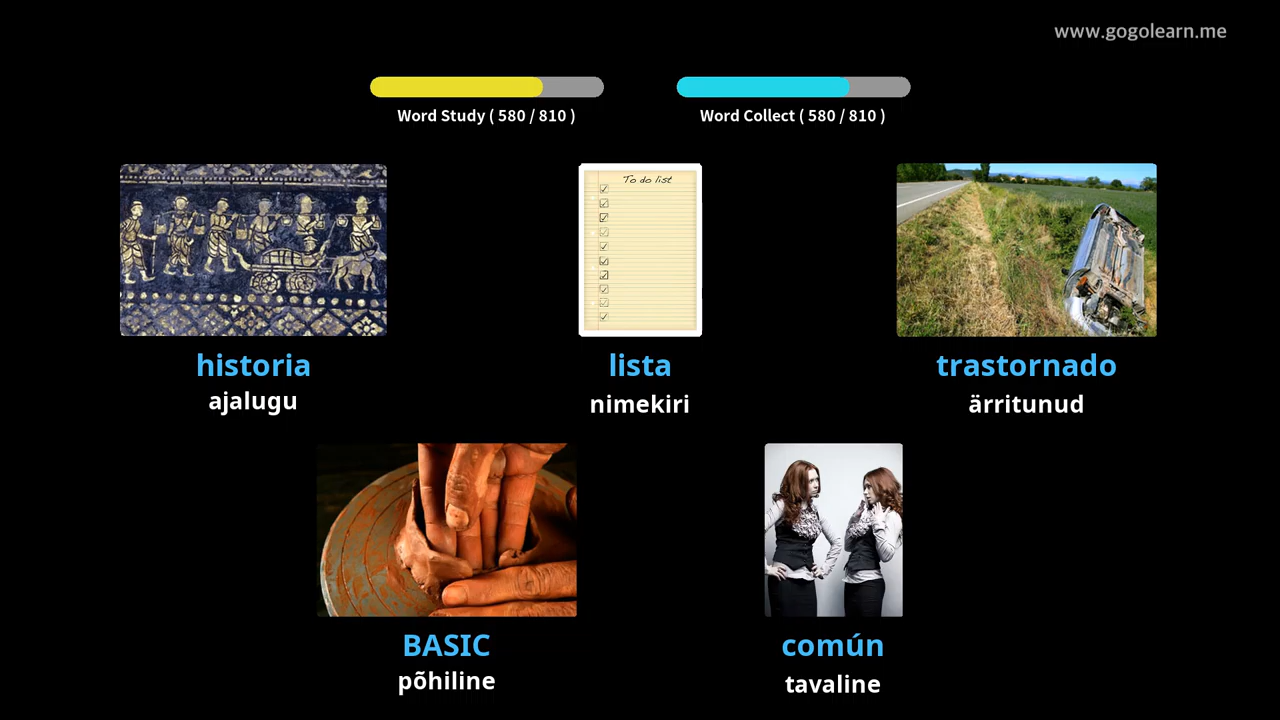 www.gogolearn.me
Word Study ( 580 / 810 )
Word Collect ( 580 / 810 )
To do list
historia
ajalugu
lista
nimekiri
trastornado
ärritunud
BASIC
põhiline
común
tavaline